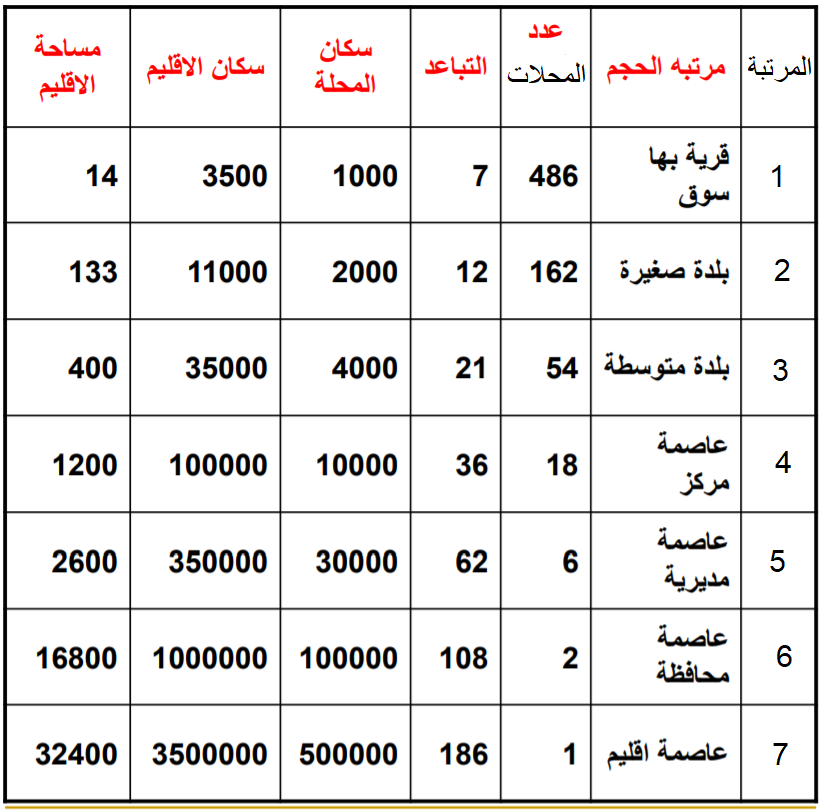 المرتبة | مرتبه الحجم | عدد المحلات | التباعد | سكان المحلة | سكان الاقليم | مساحة الاقليم
1 | قرية بها سوق | 486 | 7 | 1000 | 3500 | 14
2 | بلدة صغيرة | 162 | 12 | 2000 | 11000 | 133
3 | بلدة متوسطة | 54 | 21 | 4000 | 35000 | 400
4 | عاصمة مركز | 18 | 36 | 10000 | 100000 | 1200
5 | عاصمة مديرية | 6 | 62 | 30000 | 350000 | 2600
6 | عاصمة محافظة | 2 | 108 | 100000 | 1000000 | 16800
7 | عاصمة اقليم | 1 | 186 | 500000 | 3500000 | 32400